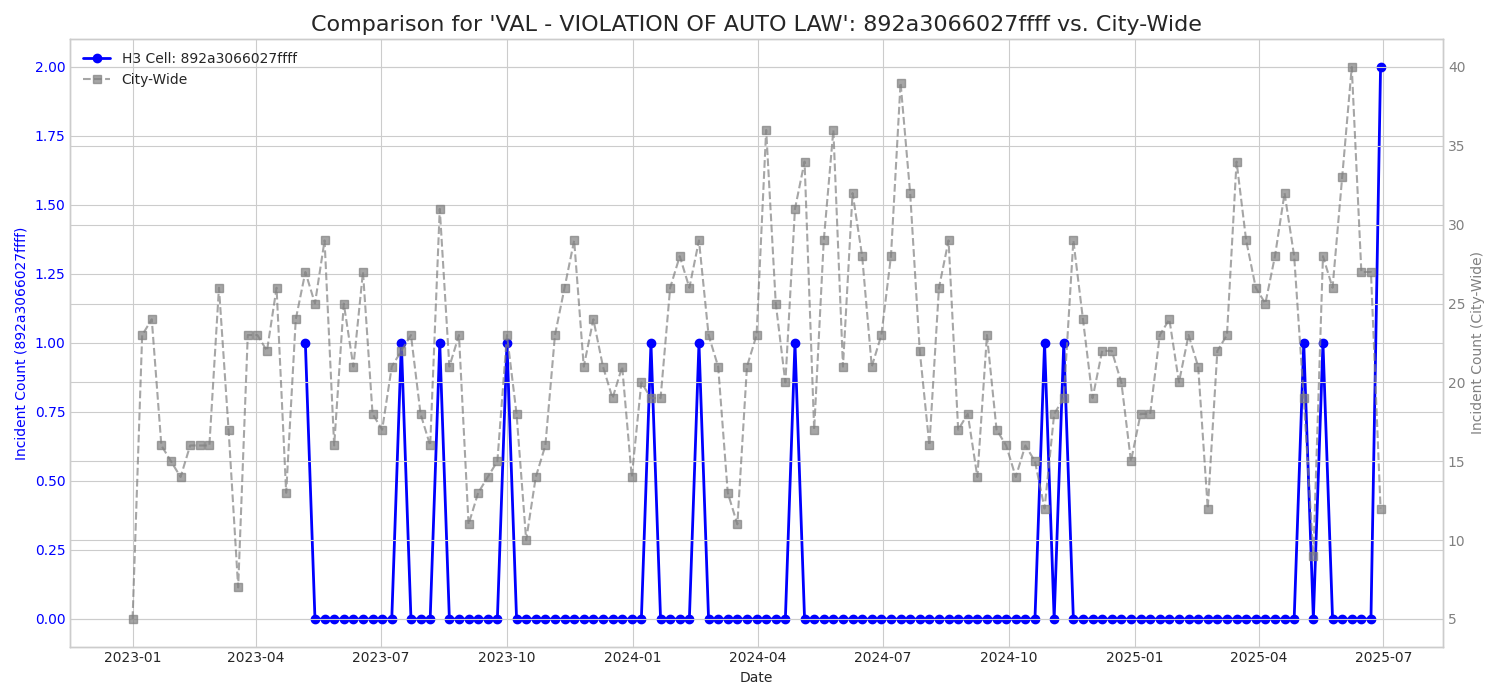 Comparison for 'VAL - VIOLATION OF AUTO LAW': 892a3066027ffff vs. City-Wide
H3 Cell: 892a3066027ffff
City-Wide
Incident Count (892a3066027ffff)
2.00
1.75
1.50
1.25
1.00
0.75
0.50
0.25
0.00
40
35
30
25
20
15
10
5
Incident Count (City-Wide)
2023-01 2023-04 2023-07 2023-10 2024-01 2024-04 2024-07 2024-10 2025-01 2025-04 2025-07
Date